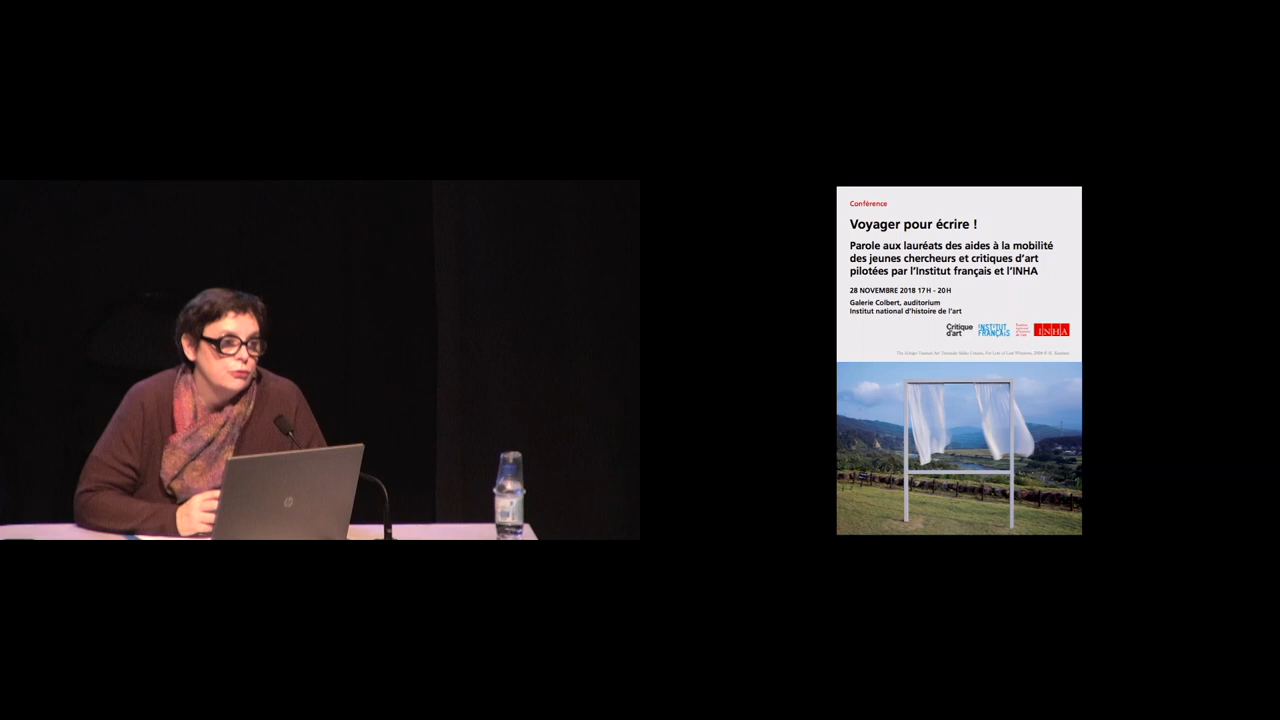 Conférence
Voyager pour écrire !
Parole aux lauréats des aides à la mobilité
des jeunes chercheurs et critiques d'art
pilotées par l'Institut français et l'INHA
28 NOVEMBRE 2018 17H - 20H
Galerie Colbert, auditorium
Institut national d'histoire de l'art
Critique
d'art
INSTITUT
FRANÇAIS
INHA
hp